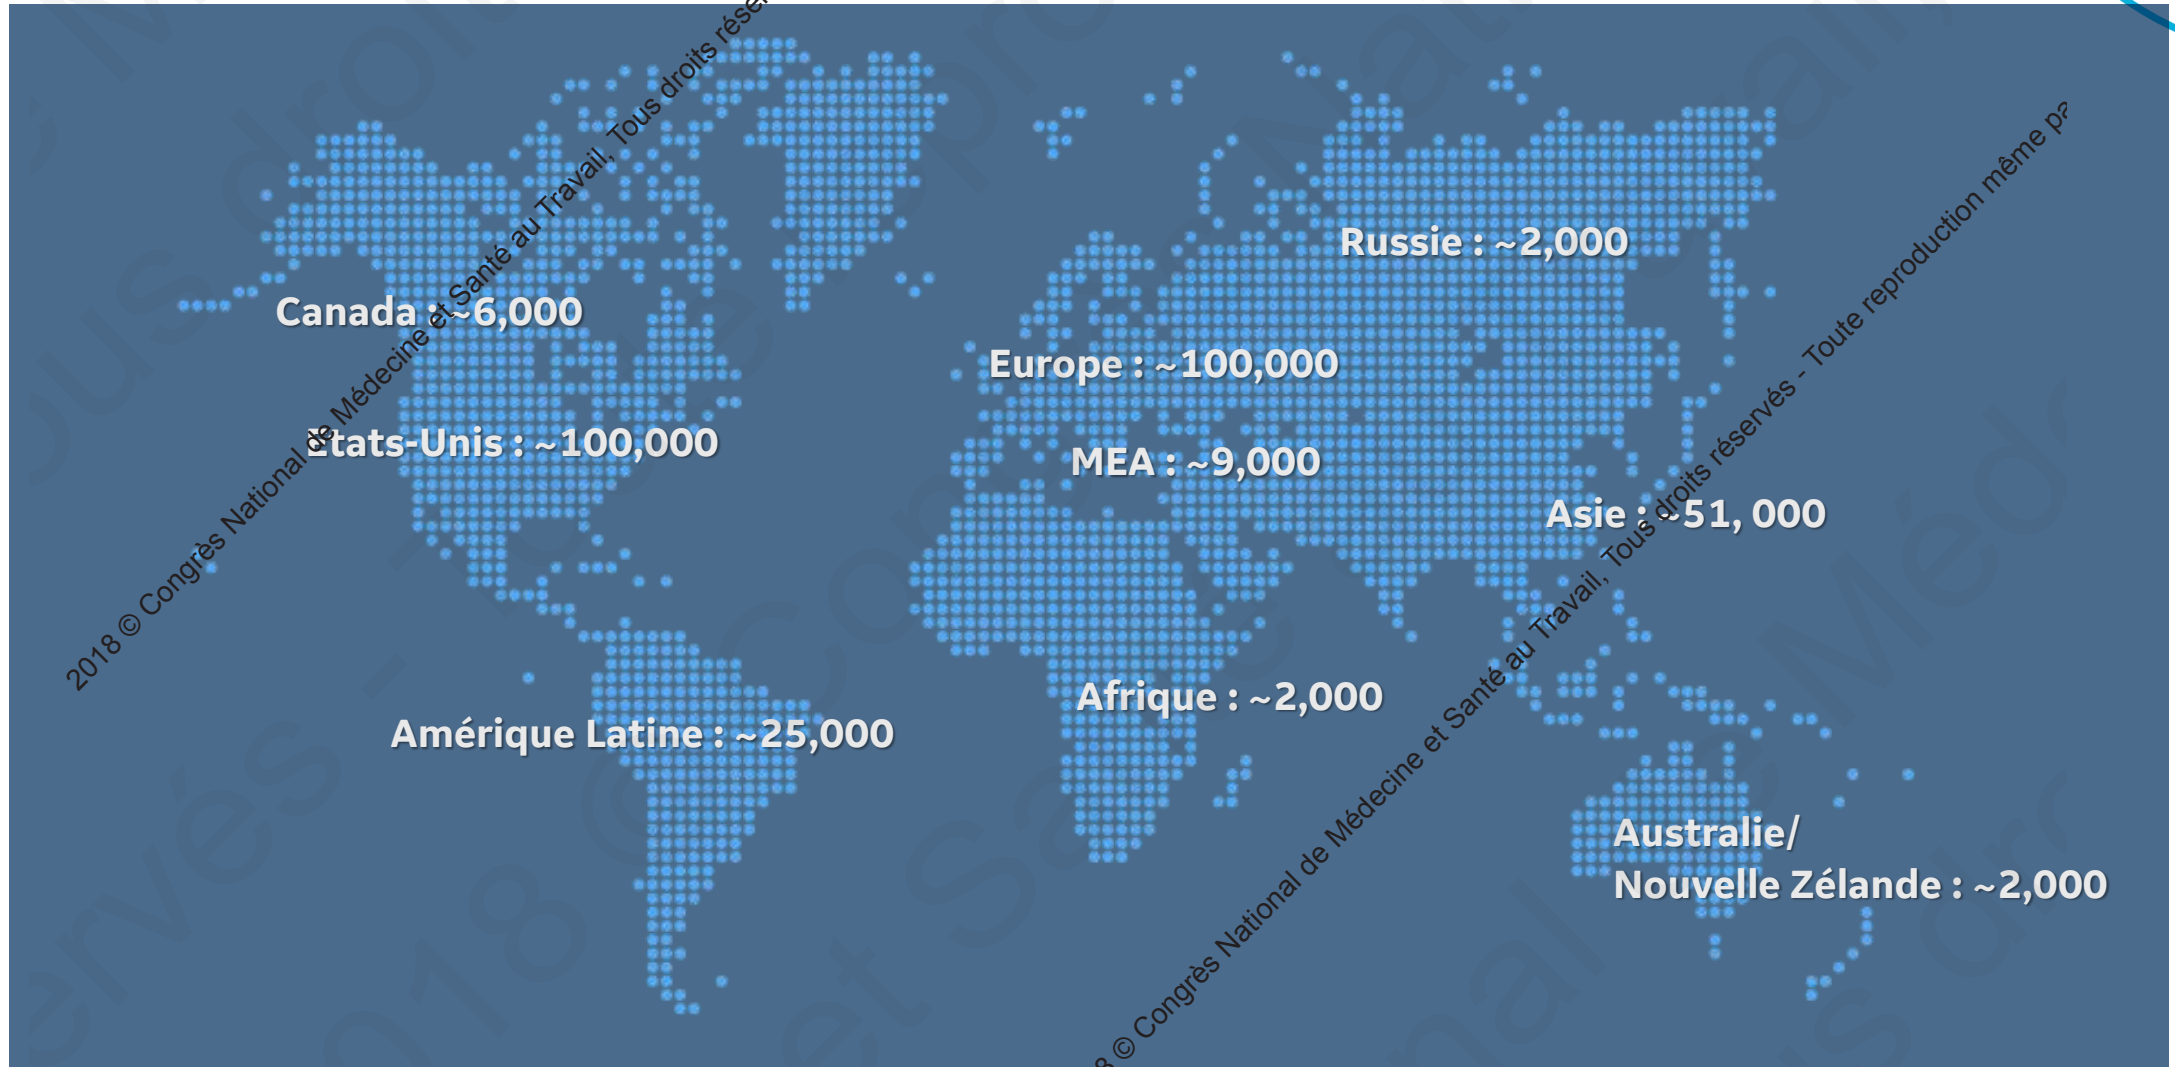 2018 © Congrès National de Médecine et Santé au Travail, Tous droits réser
Russie : ~2,000
Canada : ~6,000
Europe : ~100,000
Etats-Unis : ~100,000
MEA : ~9,000
Asie : ~51, 000
Afrique : ~2,000
Amérique Latine : ~25,000
Australie/
Nouvelle Zélande : ~2,000
8 © Congrès National de Médecine et Santé au Travail, Tous droits réservés - Toute reproduction même pa